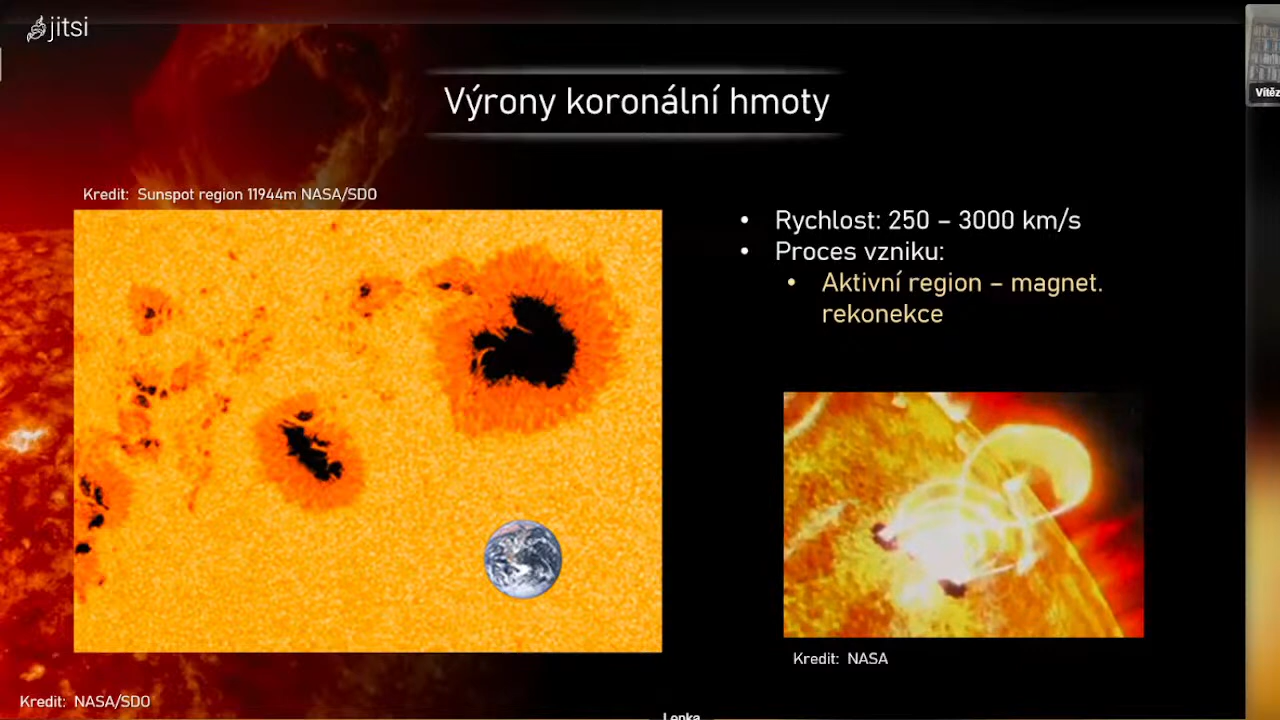 jitsi
Výrony koronální hmoty
Vítěz
Kredit: Sunspot region 11944m NASA/SDO
• Rychlost: 250 – 3000 km/s
• Proces vzniku:
• Aktivní region – magnet.
rekonekce
Kredit: NASA
Kredit: NASA/SDO
Lenka